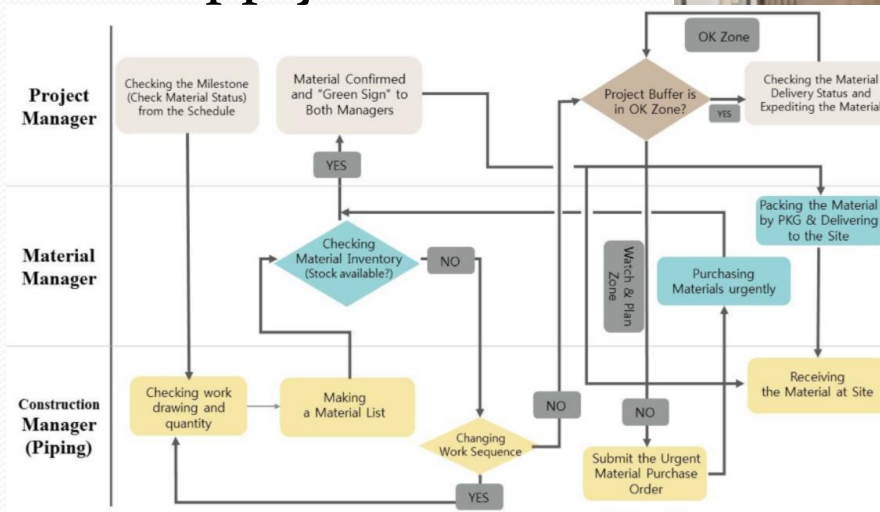 OK Zone
Project
Manager
Checking the Milestone
(Check Material Status)
from the Schedule
Material Confirmed
and "Green Sign" to
Both Managers
Project Buffer is
in OK Zone?
YES
Checking the Material
Delivery Status and
Expediting the Material
YES
Material
Manager
Checking
Material Inventory
(Stock available?)
NO
Watch & Plan
Zone
Purchasing
Materials urgently
Packing the Material
by PKG & Delivering
to the Site
Construction
Manager
(Piping)
Checking work
drawing and
quantity
Making
a Material List
Changing
Work Sequence
NO
YES
NO
Submit the Urgent
Material Purchase
Order
Receiving
the Material at Site